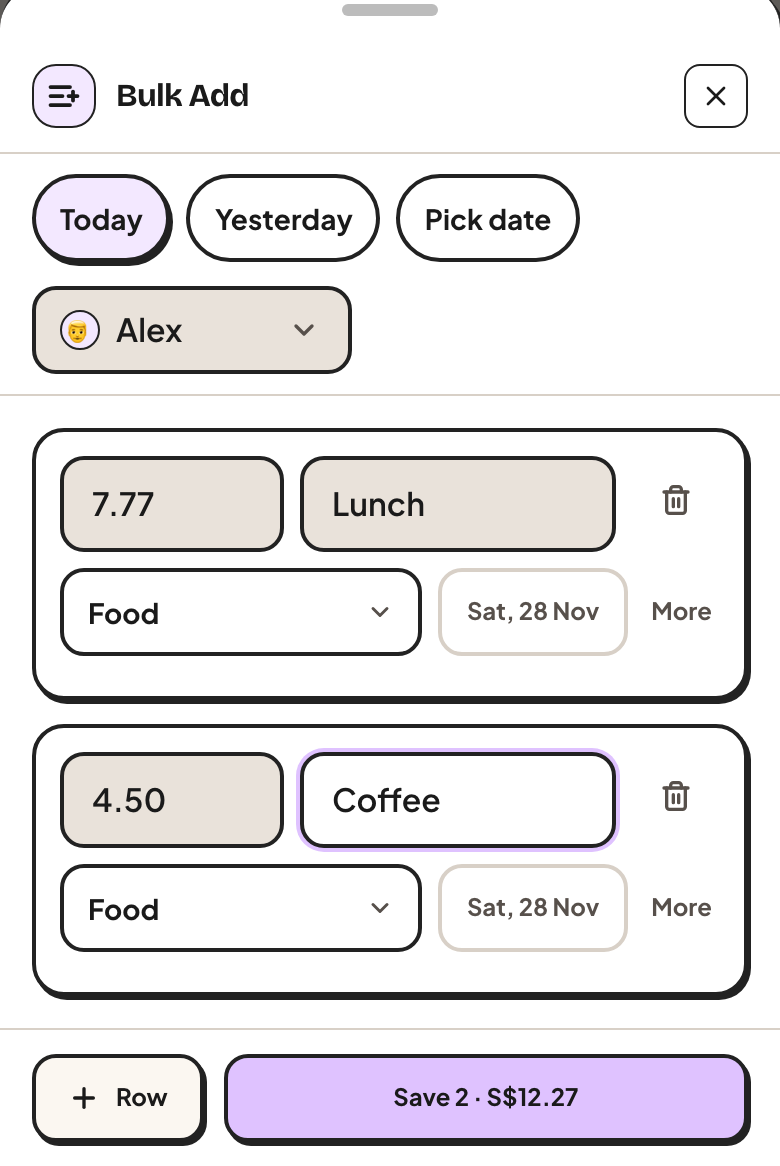 Bulk Add
Today Yesterday Pick date
Alex
7.77 Lunch
Food Sat, 28 Nov More
4.50 Coffee
Food Sat, 28 Nov More
Row Save 2 · S$12.27